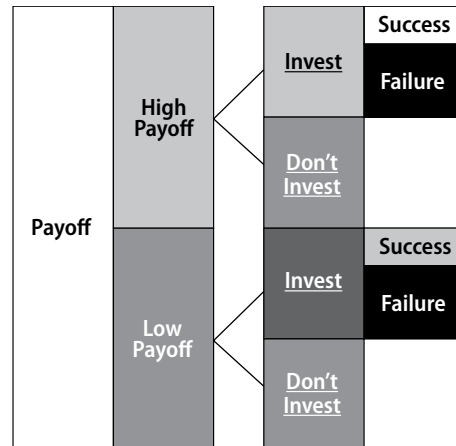 Payoff
High
Payoff
Invest
Success
Failure
Don't
Invest
Low
Payoff
Invest
Success
Failure
Don't
Invest